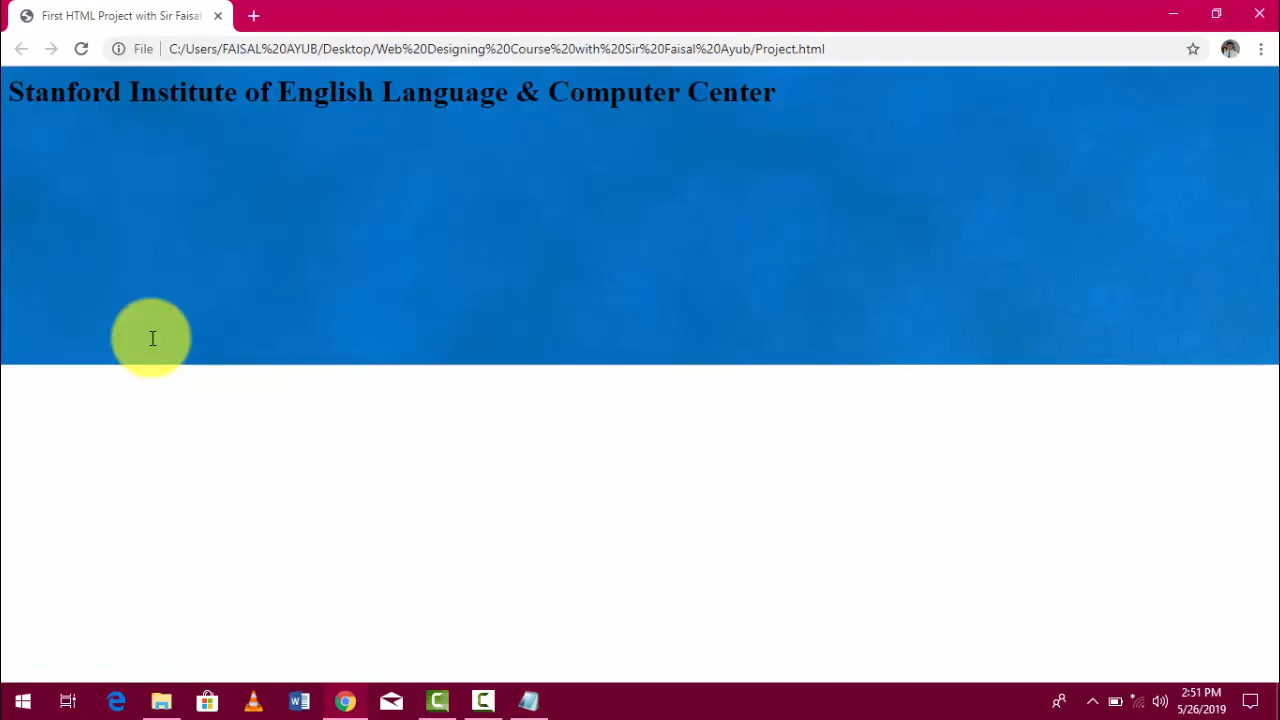 First HTML Project with Sir Faisal
File
C:/Users/FAISAL%20AYUB/Desktop/Web%20Designing%20Course%20with%20Sir%20Faisal%20Ayub/Project.html
Stanford Institute of English Language & Computer Center
2:51 PM
5/26/2019